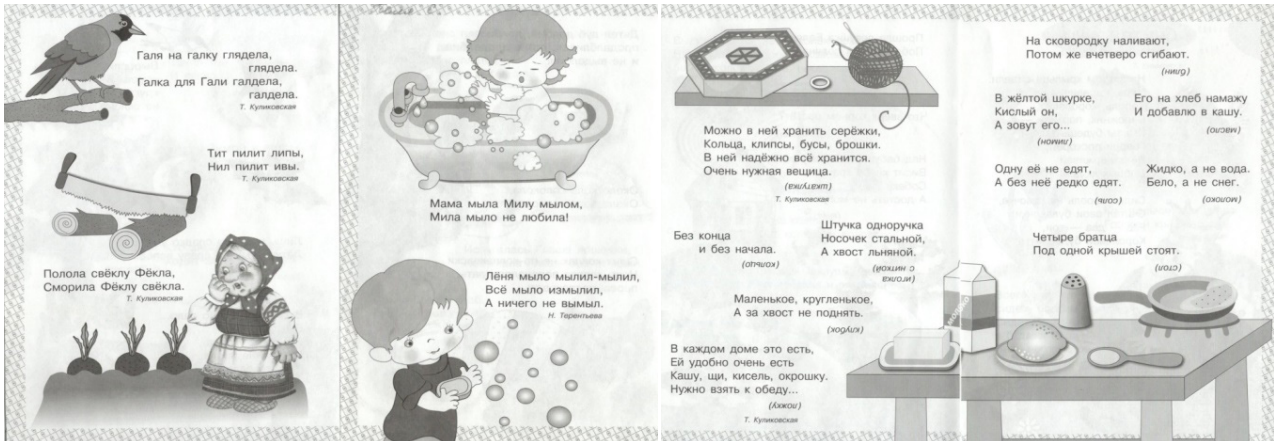 Галя на галку глядела,
глядела.
Галка для Гали галдела,
галдела.
Т. Куликовская
Тит пилит липы,
Нил пилит ивы.
Т. Куликовская
Полола свёклу Фёкла,
Сморила Фёклу свёкла.
Т. Куликовская
Мама мыла Милу мылом,
Мила мыло не любила!
Лёня мыло мылил-мылил,
Всё мыло измылил,
А ничего не вымыл.
Н. Терентьева
Можно в ней хранить серёжки,
Кольца, клипсы, бусы, брошки.
В ней надёжно всё хранится.
Очень нужная вещица.
(шкатулка)
Т. Куликовская
Без конца
и без начала.
(кольцо)
Штучка одноручка
Носочек стальной,
А хвост льняной.
(иголка
с ниткой)
Маленькое, кругленькое,
А за хвост не поднять.
(клубок)
В каждом доме это есть,
Ей удобно очень есть
Кашу, щи, кисель, окрошку.
Нужно взять к обеду...
(ложку)
Т. Куликовская
На сковородку наливают,
Потом же вчетверо сгибают.
(блин)
В жёлтой шкурке,
Кислый он,
А зовут его...
(лимон)
Его на хлеб намажу
И добавлю в кашу.
(масло)
Одну её не едят,
А без неё редко едят.
(соль)
Жидко, а не вода.
Бело, а не снег.
(молоко)
Четыре братца
Под одной крышей стоят.
(стол)